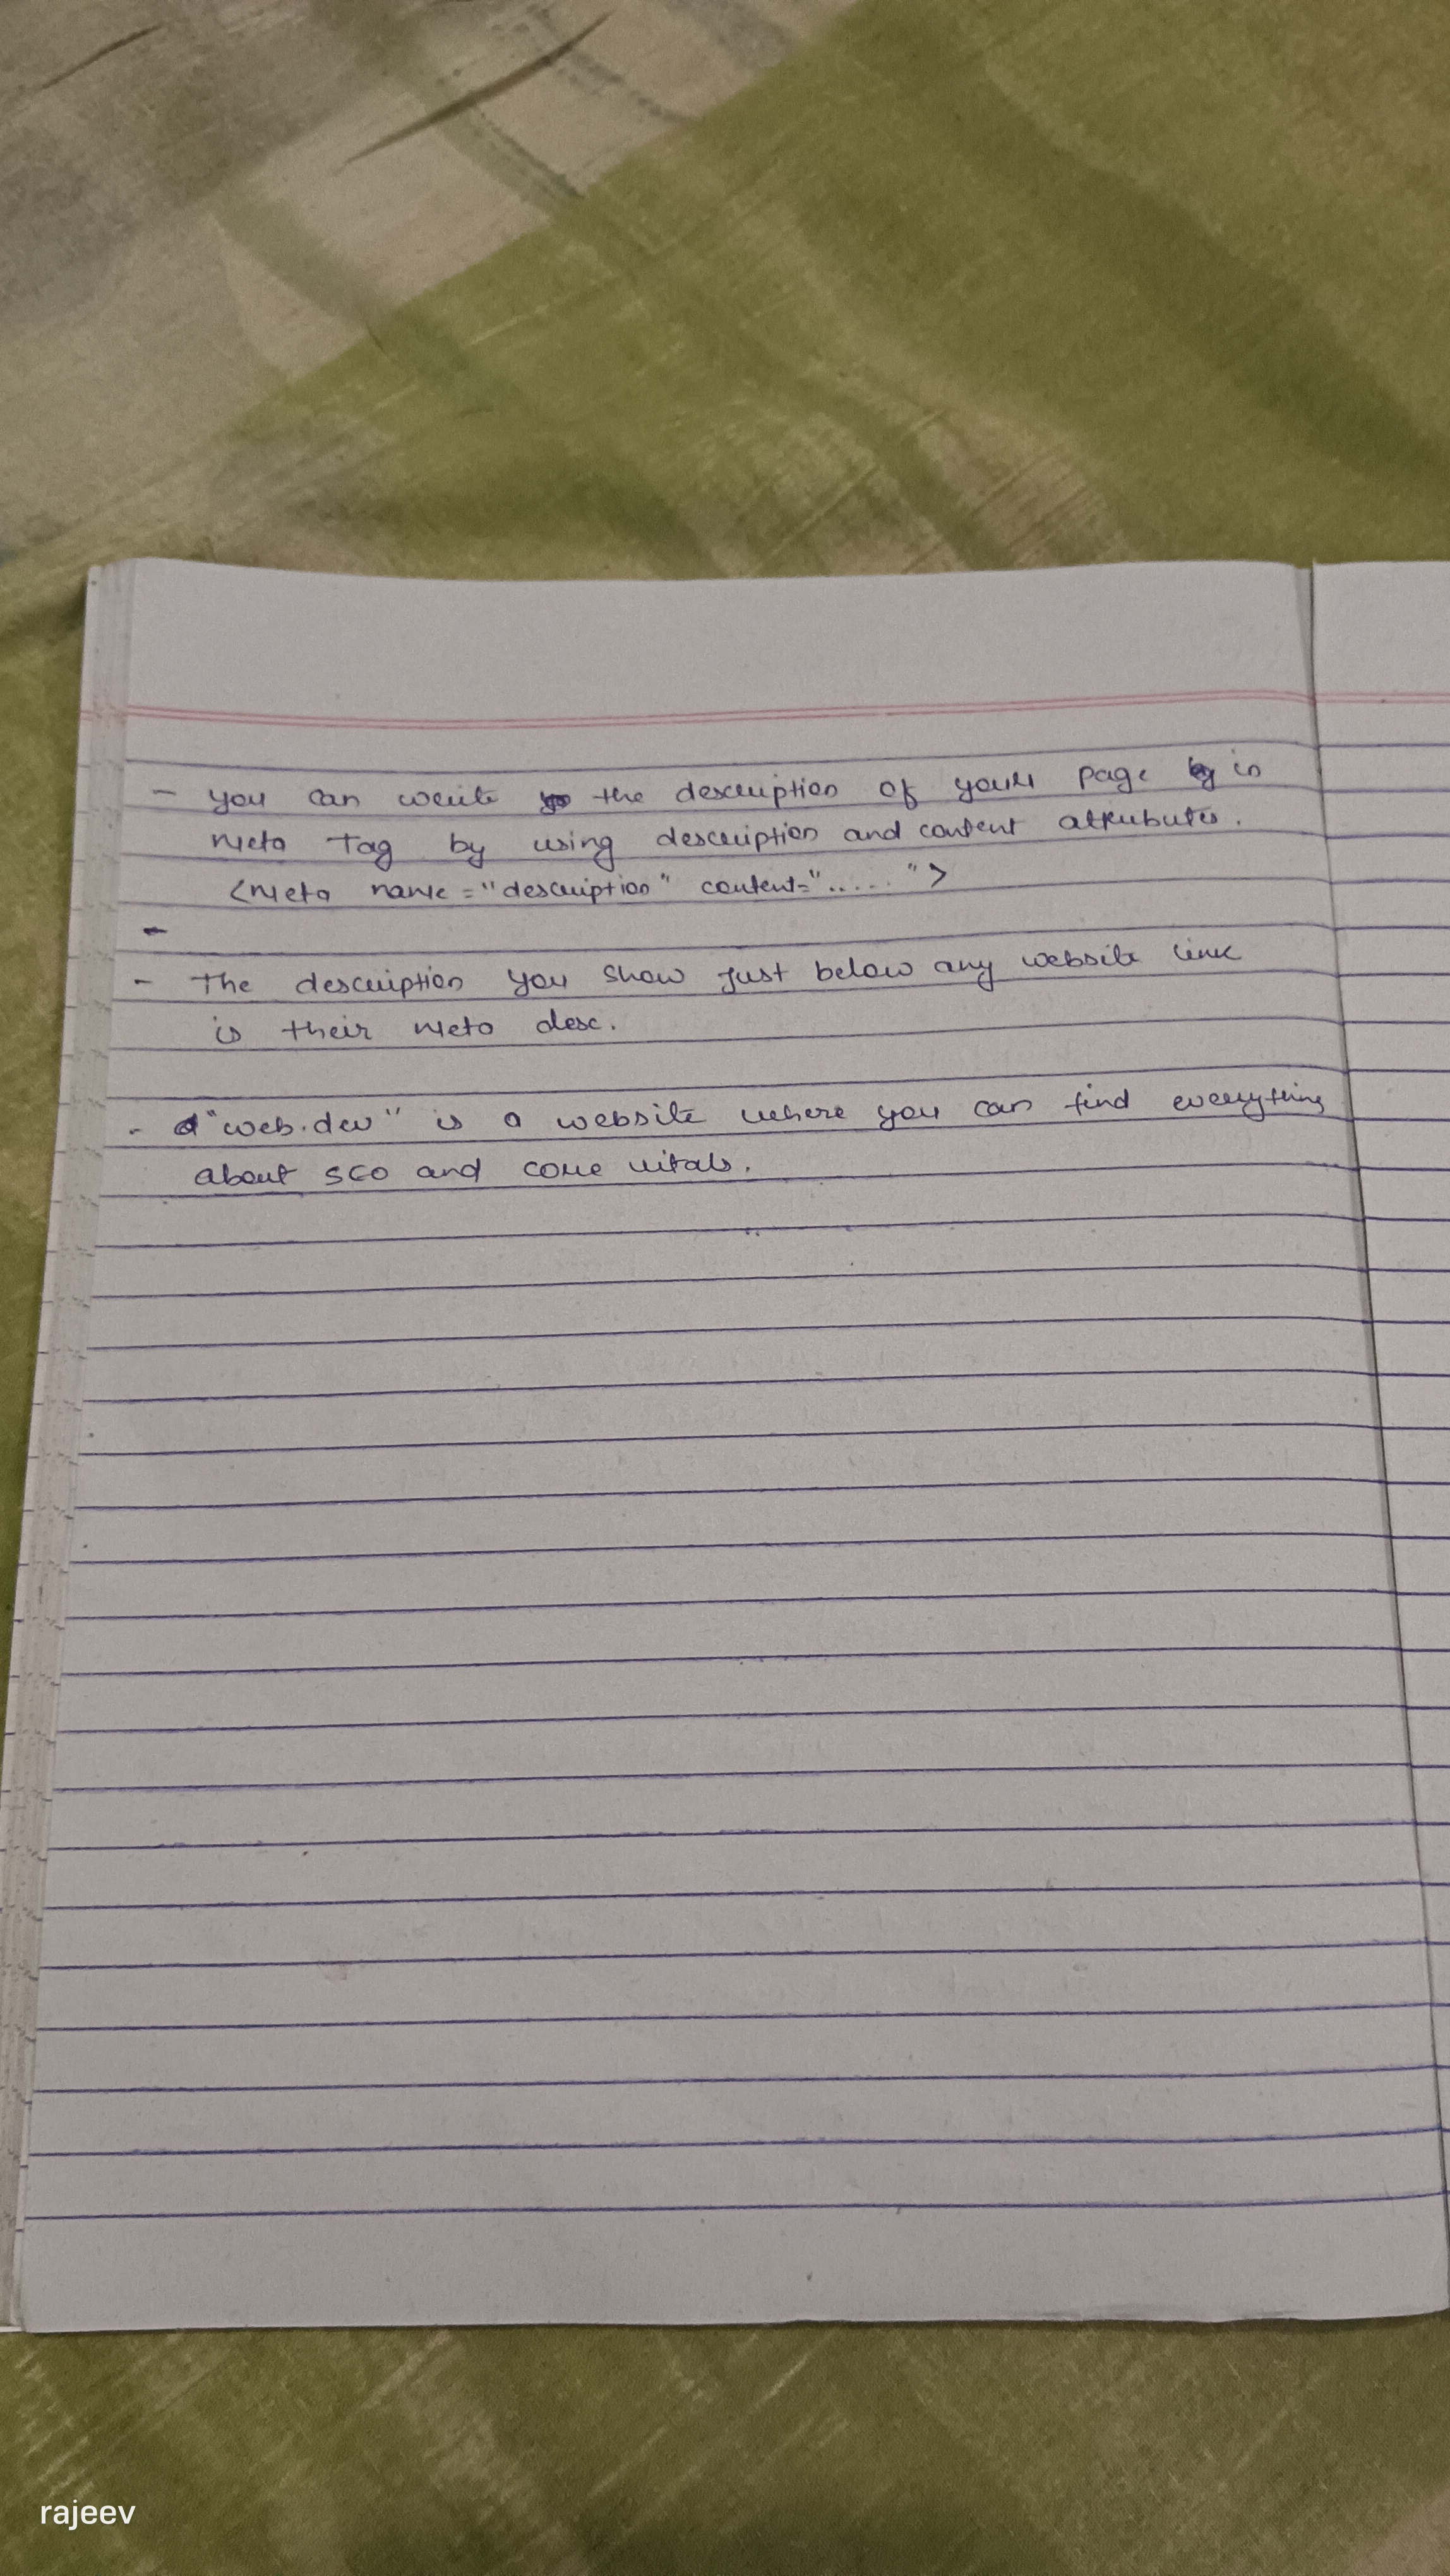 - you can write the description of your page in
meta Tag by using description and content attributes.
<meta name="description" content=".....">
-
- The description you show just below any website link
is their meta desc.
- "web.dev" is a website where you can find everything
about SEO and core vitals.
rajeev